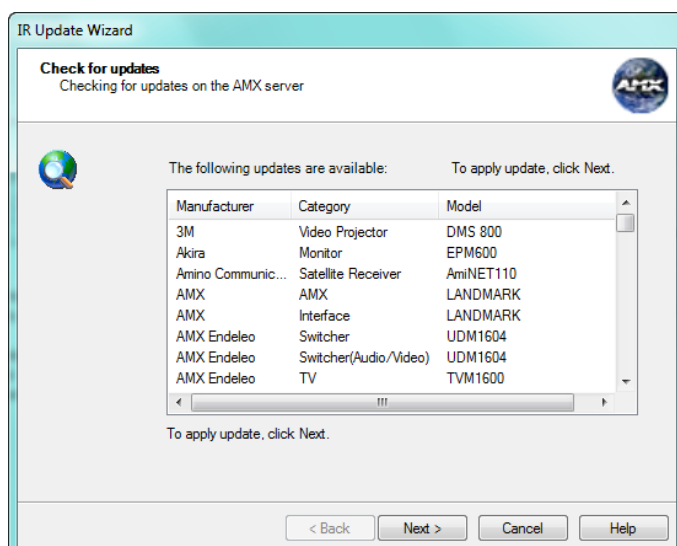 IR Update Wizard
Check for updates
Checking for updates on the AMX server
AMX
The following updates are available: To apply update, click Next.
Manufacturer Category Model
3M Video Projector DMS 800
Akira Monitor EPM600
Amino Communic... Satellite Receiver AmiNET110
AMX AMX LANDMARK
AMX Interface LANDMARK
AMX Endeleo Switcher UDM1604
AMX Endeleo Switcher(Audio/Video) UDM1604
AMX Endeleo TV TVM1600
To apply update, click Next.
< Back Next > Cancel Help